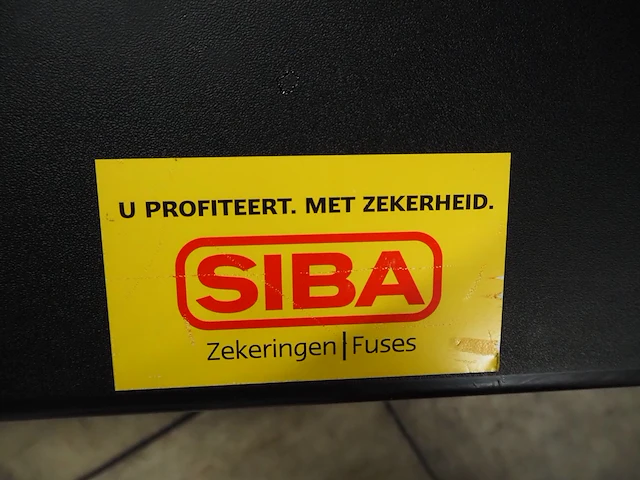 U PROFITEERT. MET ZEKERHEID.
SIBA
Zekeringen | Fuses